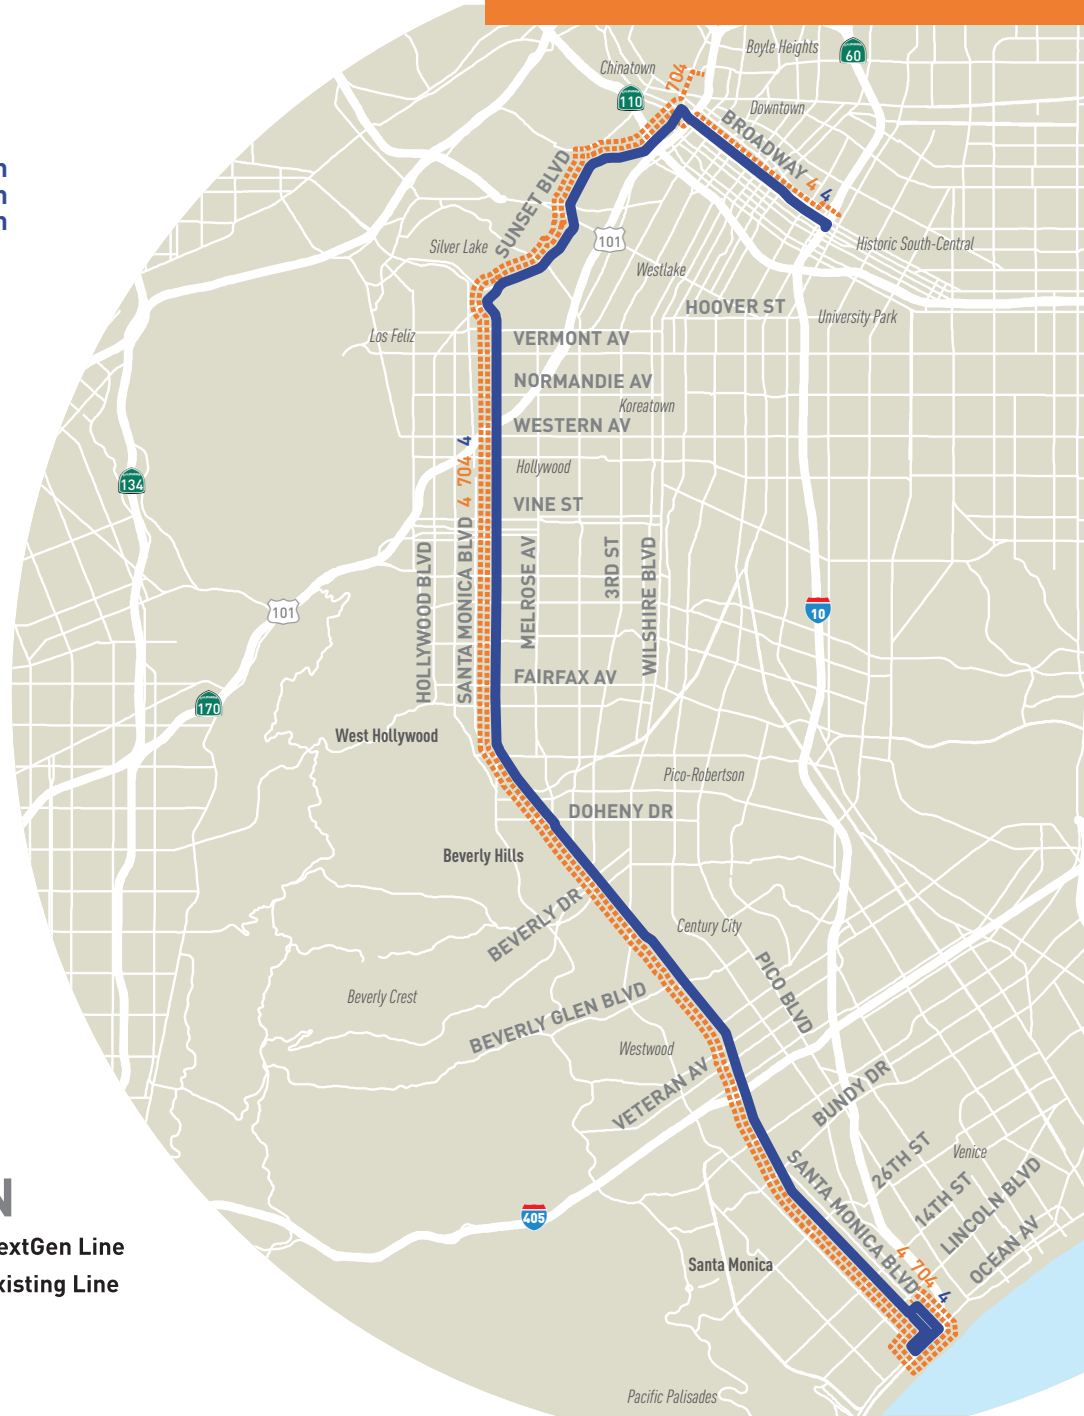 Boyle Heights
60
Chinatown
704
110
Downtown
BROADWAY 4 4
SUNSET BLVD
Silver Lake
101
Historic South-Central
Westlake
HOOVER ST
University Park
Los Feliz
VERMONT AV
NORMANDIE AV
Koreatown
WESTERN AV
Hollywood
134
VINE ST
HOLLYWOOD BLVD
SANTA MONICA BLVD 4 704 4
MELROSE AV
3RD ST
WILSHIRE BLVD
101
10
FAIRFAX AV
170
West Hollywood
Pico-Robertson
DOHENY DR
Beverly Hills
BEVERLY DR
Century City
PICO BLVD
Beverly Crest
BEVERLY GLEN BLVD
Westwood
VETERAN AV
BUNDY DR
26TH ST
Venice
14TH ST
LINCOLN BLVD
OCEAN AV
SANTA MONICA BLVD
4 704 4
405
Santa Monica
Pacific Palisades
N
extGen Line
xisting Line